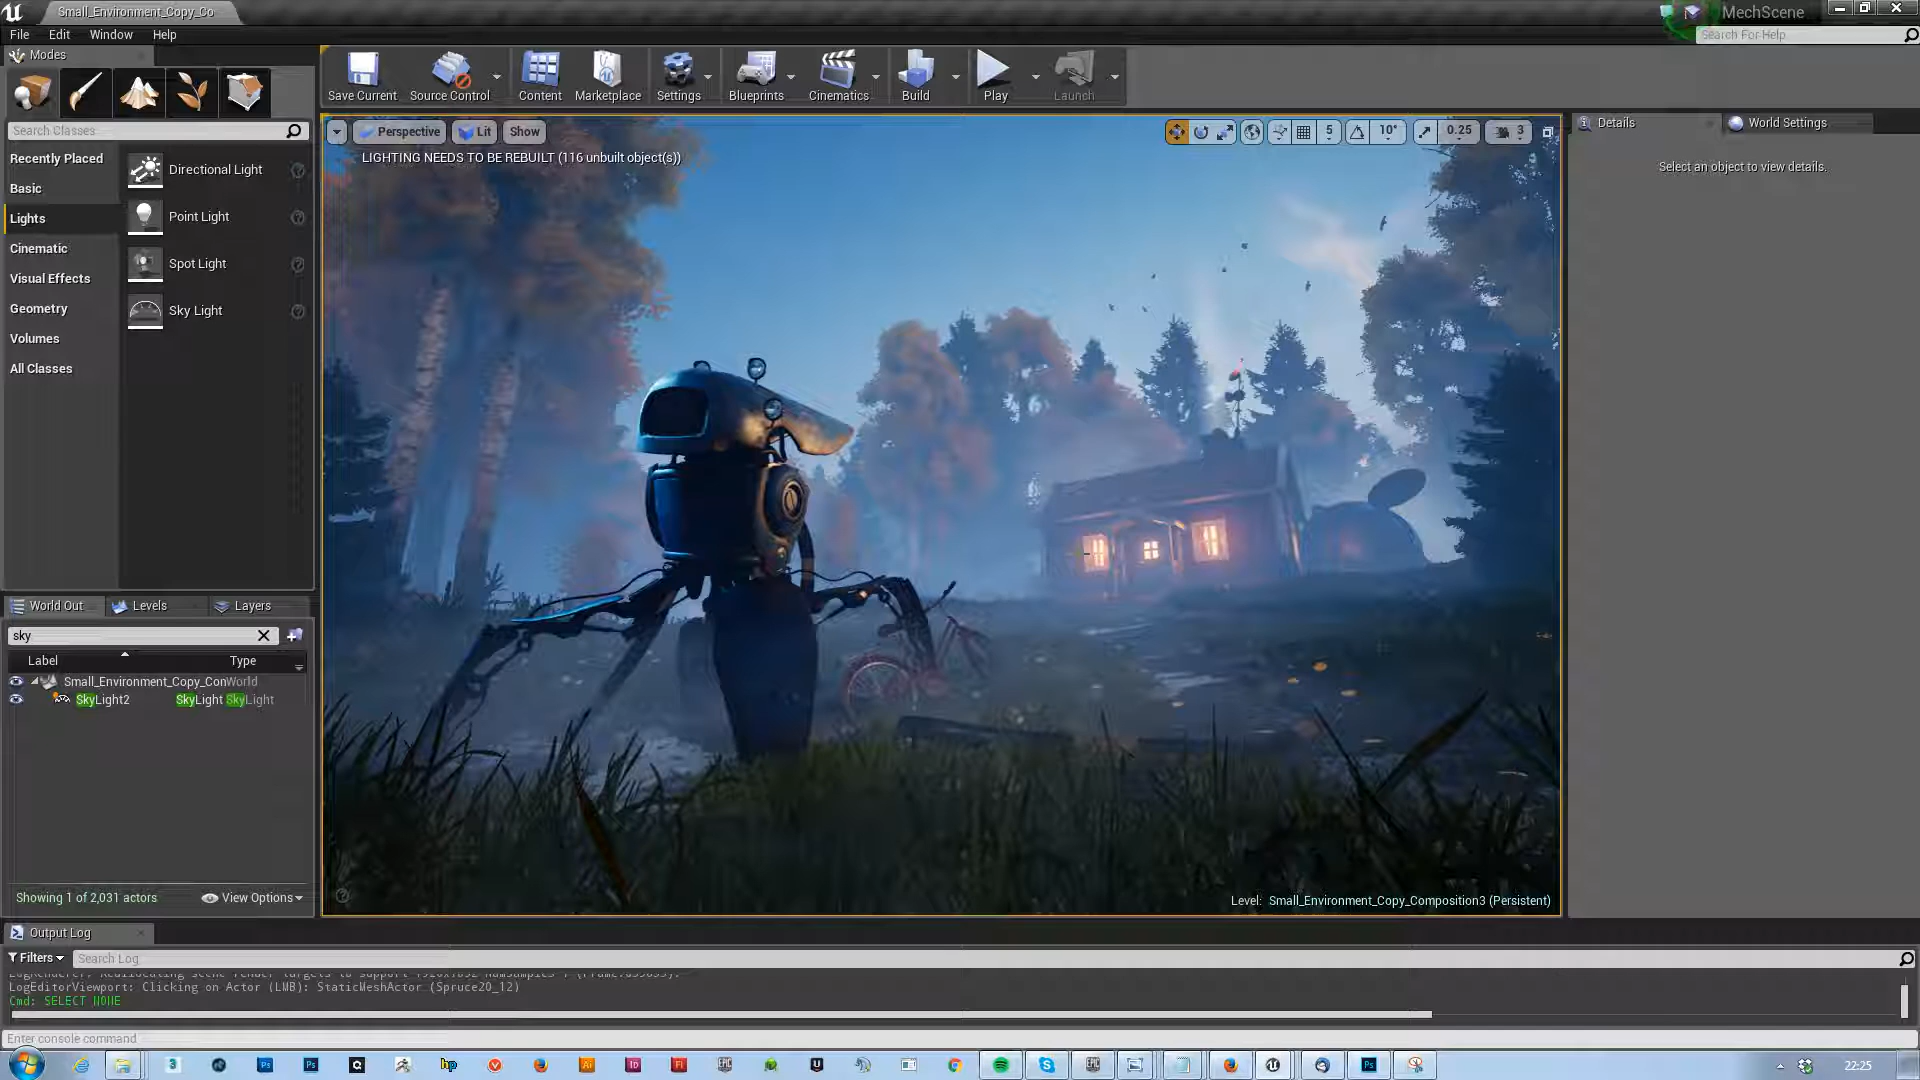 Small_Environment_Copy_Co
MechScene
File Edit Window Help
Search For Help
Modes
Save Current Source Control Content Marketplace Settings Blueprints Cinematics Build Play Launch
Search Classes
Recently Placed
Basic
Lights
Cinematic
Visual Effects
Geometry
Volumes
All Classes
Directional Light
Point Light
Spot Light
Sky Light
Perspective Lit Show
5 10° 0.25 3
LIGHTING NEEDS TO BE REBUILT (116 unbuilt object(s))
Details World Settings
Select an object to view details.
World Out Levels Layers
sky
Label Type
Small_Environment_Copy_Con World
SkyLight2 SkyLight SkyLight
Showing 1 of 2,031 actors View Options
Level: Small_Environment_Copy_Composition3 (Persistent)
Output Log
Filters Search Log
LogEditorViewport: Clicking on Actor (LMB): StaticMeshActor (Spruce20_12)
Cmd: SELECT NONE
Enter console command
22:25